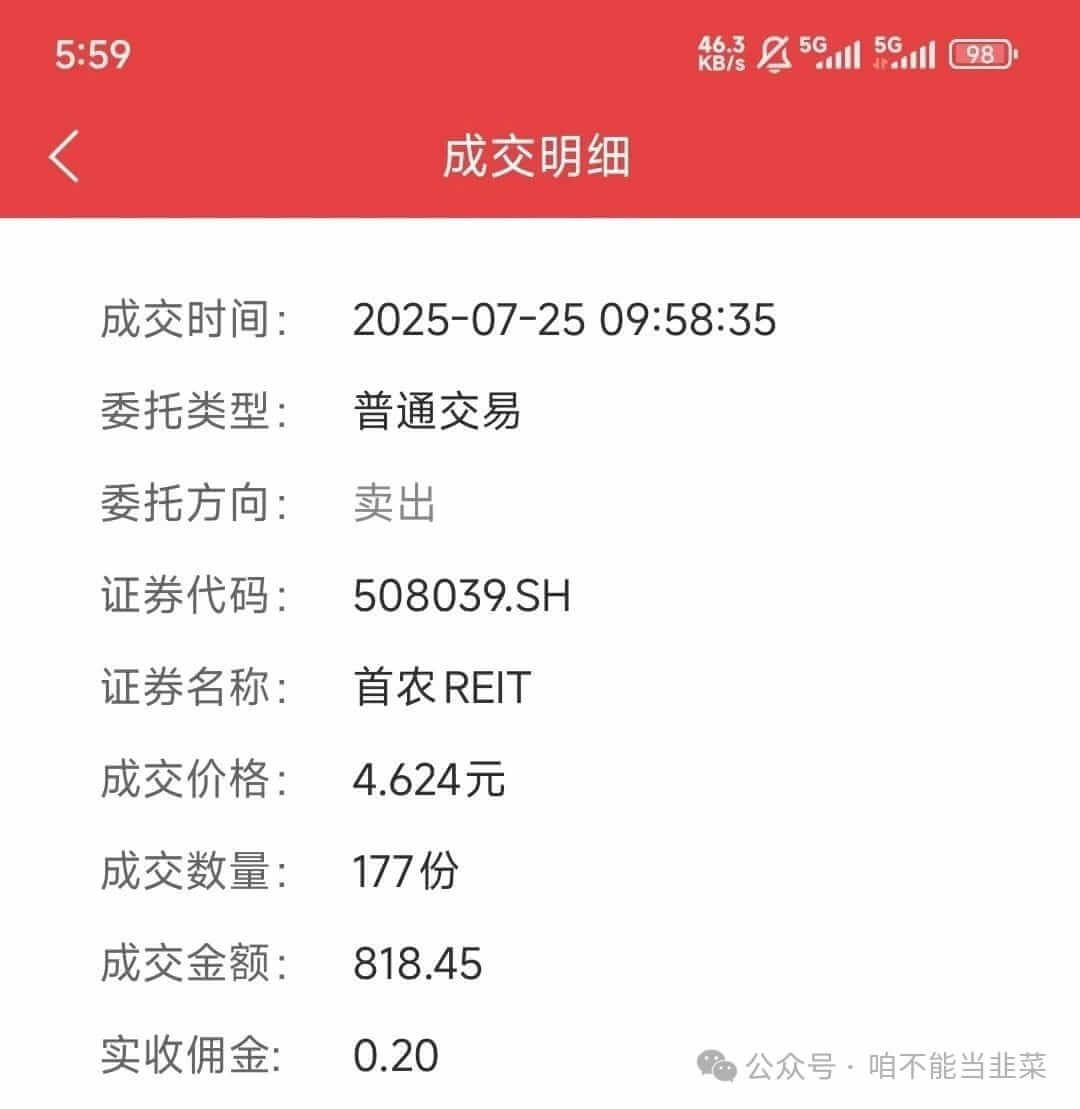 5:59 46.3 KB/s 5G 5G 98
成交明细
成交时间： 2025-07-25 09:58:35
委托类型： 普通交易
委托方向： 卖出
证券代码： 508039.SH
证券名称： 首农REIT
成交价格： 4.624元
成交数量： 177份
成交金额： 818.45
实收佣金: 0.20
公众号 · 咱不能当韭菜